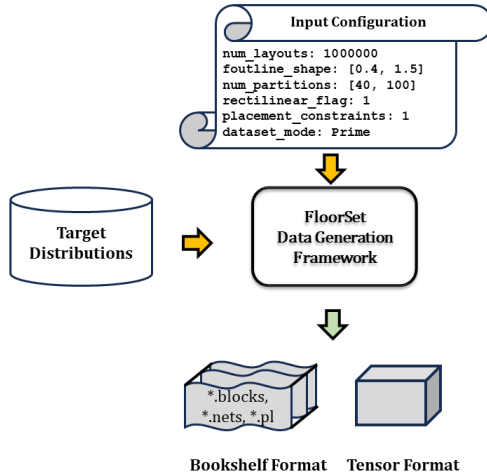 Input Configuration
num_layouts: 1000000
foutline_shape: [0.4, 1.5]
num_partitions: [40, 100]
rectilinear_flag: 1
placement_constraints: 1
dataset_mode: Prime
Target
Distributions
FloorSet
Data Generation
Framework
*.blocks,
*.nets, *.pl
Bookshelf Format
Tensor Format